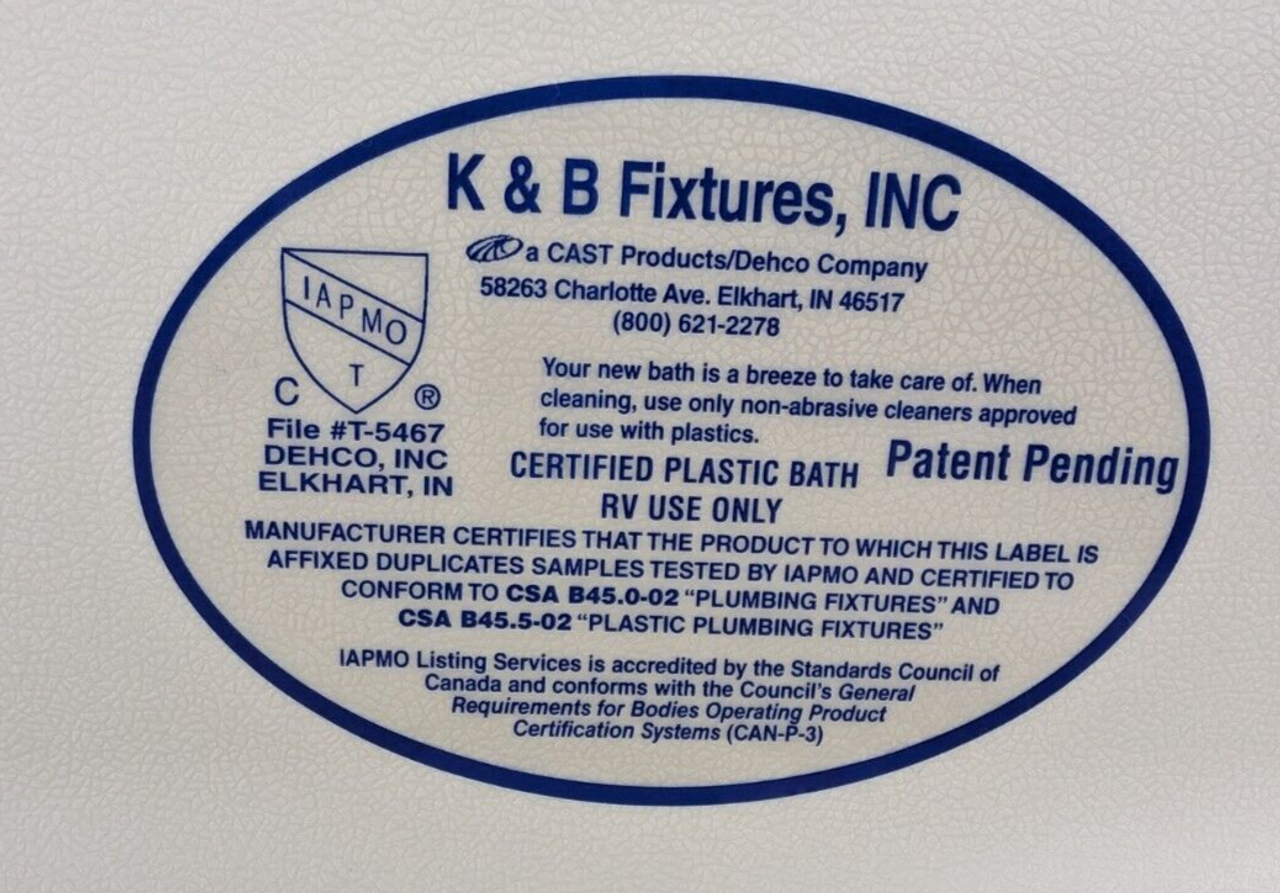 K & B Fixtures, INC
a CAST Products/Dehco Company
58263 Charlotte Ave. Elkhart, IN 46517
(800) 621-2278
IAPMO
T
C ®
File #T-5467
DEHCO, INC
ELKHART, IN
Your new bath is a breeze to take care of. When
cleaning, use only non-abrasive cleaners approved
for use with plastics.
CERTIFIED PLASTIC BATH
RV USE ONLY
Patent Pending
MANUFACTURER CERTIFIES THAT THE PRODUCT TO WHICH THIS LABEL IS
AFFIXED DUPLICATES SAMPLES TESTED BY IAPMO AND CERTIFIED TO
CONFORM TO CSA B45.0-02 “PLUMBING FIXTURES” AND
CSA B45.5-02 “PLASTIC PLUMBING FIXTURES”
IAPMO Listing Services is accredited by the Standards Council of
Canada and conforms with the Council's General
Requirements for Bodies Operating Product
Certification Systems (CAN-P-3)